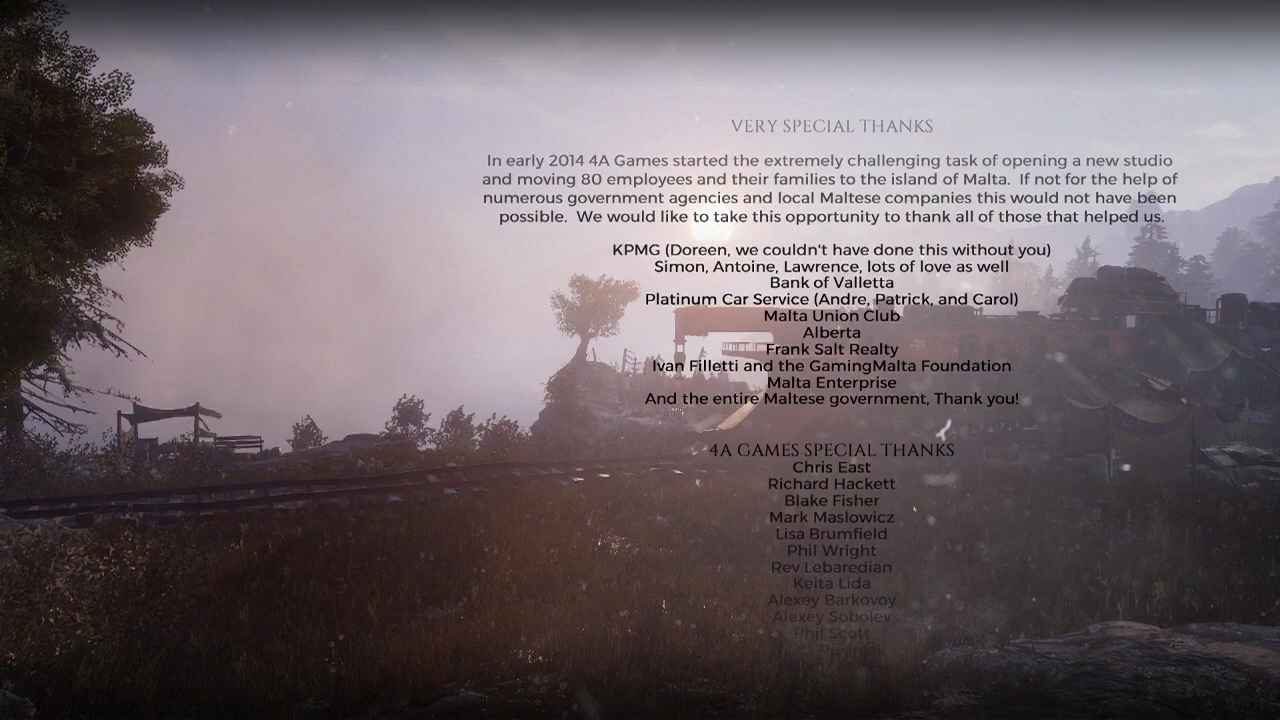 VERY SPECIAL THANKS
In early 2014 4A Games started the extremely challenging task of opening a new studio
and moving 80 employees and their families to the island of Malta.  If not for the help of
numerous government agencies and local Maltese companies this would not have been
possible.  We would like to take this opportunity to thank all of those that helped us.
KPMG (Doreen, we couldn't have done this without you)
Simon, Antoine, Lawrence, lots of love as well
Bank of Valletta
Platinum Car Service (Andre, Patrick, and Carol)
Malta Union Club
Alberta
Frank Salt Realty
Ivan Filletti and the GamingMalta Foundation
Malta Enterprise
And the entire Maltese government, Thank you!
4A GAMES SPECIAL THANKS
Chris East
Richard Hackett
Blake Fisher
Mark Maslowicz
Lisa Brumfield
Phil Wright
Rev Lebaredian
Keita Lida
Alexey Barkovoy
Alexey Sobolev
Phil Scott